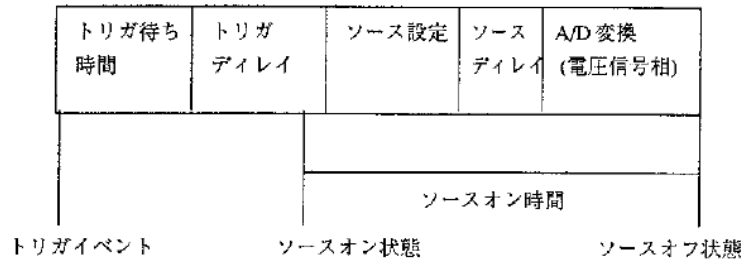 トリガ待ち
時間
トリガ
ディレイ
ソース設定
ソース
ディレイ
A/D 変換
(電圧信号相)
ソースオン時間
トリガイベント
ソースオン状態
ソースオフ状態